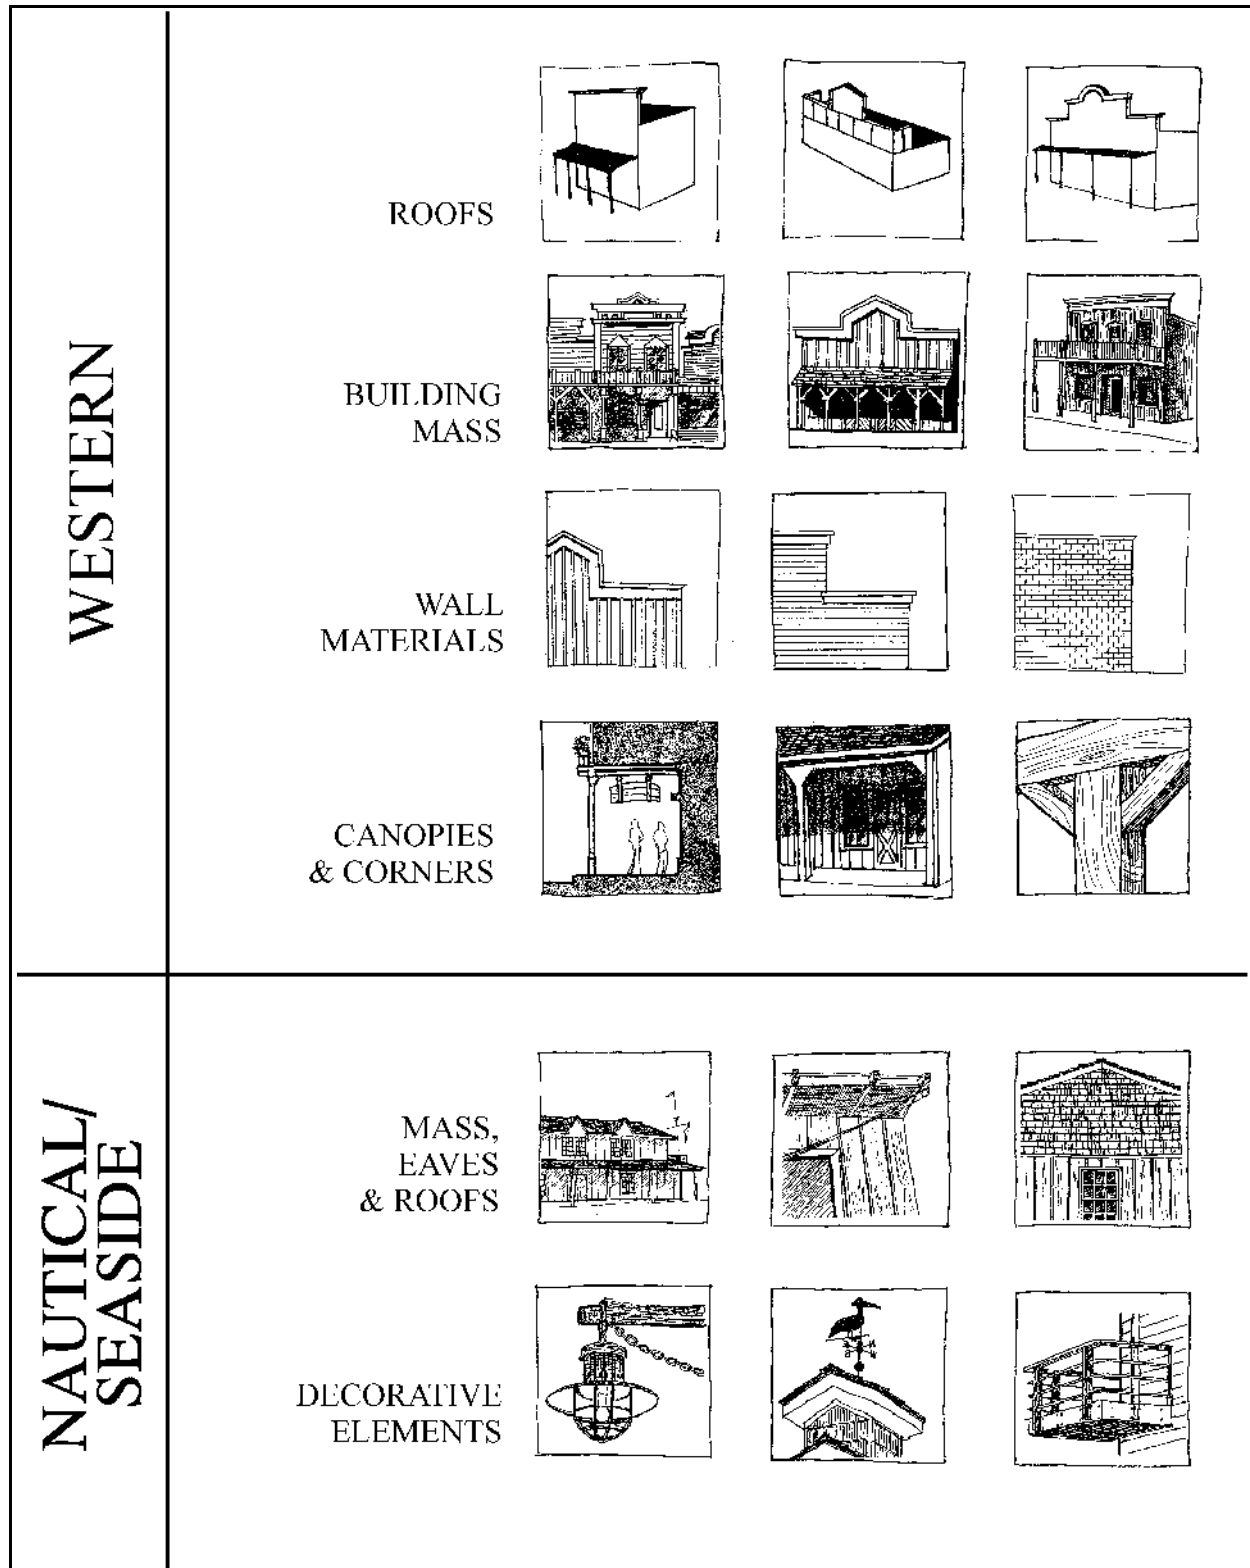 WESTERN
ROOFS
BUILDING
MASS
WALL
MATERIALS
CANOPIES
& CORNERS
NAUTICAL/
SEASIDE
MASS,
EAVES
& ROOFS
DECORATIVE
ELEMENTS